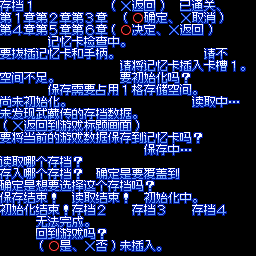 存档1 （╳返回） 已通关
第1章第2章第3章 （○确定、╳取消）
第4章第5章第6章（○决定、╳返回）
记忆卡检查中。
要拔插记忆卡和手柄。 请不
请将记忆卡插入卡槽1。
空间不足。 要初始化吗？
保存需要占用1格存储空间。
尚未初始化。 读取中…
未发现武藏传的存档数据。
（╳返回到游戏标题画面）
要将当前的游戏数据保存到记忆卡吗？
保存中…
读取哪个存档？
存入哪个存档？ 确定是要覆盖到
确定是想要选择这个存档吗？
保存结束！ 读取结束！ 初始化中。
初始化结束！存档2 存档3 存档4
无法完成。
回到游戏吗？
（○是、╳否）未插入。